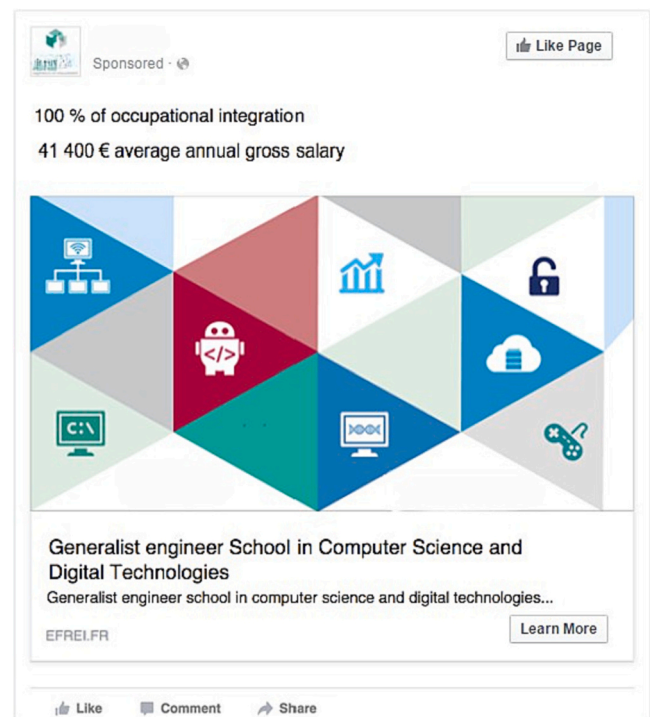 Like Page
Sponsored ·
100 % of occupational integration
41 400 € average annual gross salary
</>
C:\
Generalist engineer School in Computer Science and
Digital Technologies
Generalist engineer school in computer science and digital technologies...
EFREI.FR
Learn More
Like Comment Share